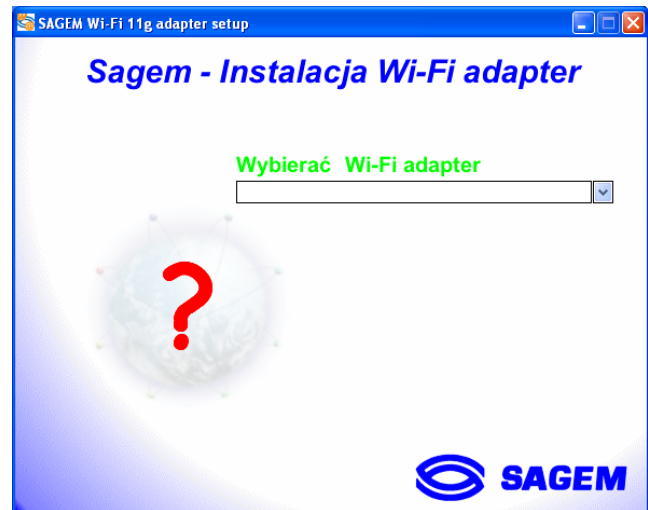 SAGEM Wi-Fi 11g adapter setup
Sagem - Instalacja Wi-Fi adapter
Wybierać Wi-Fi adapter
?
SAGEM